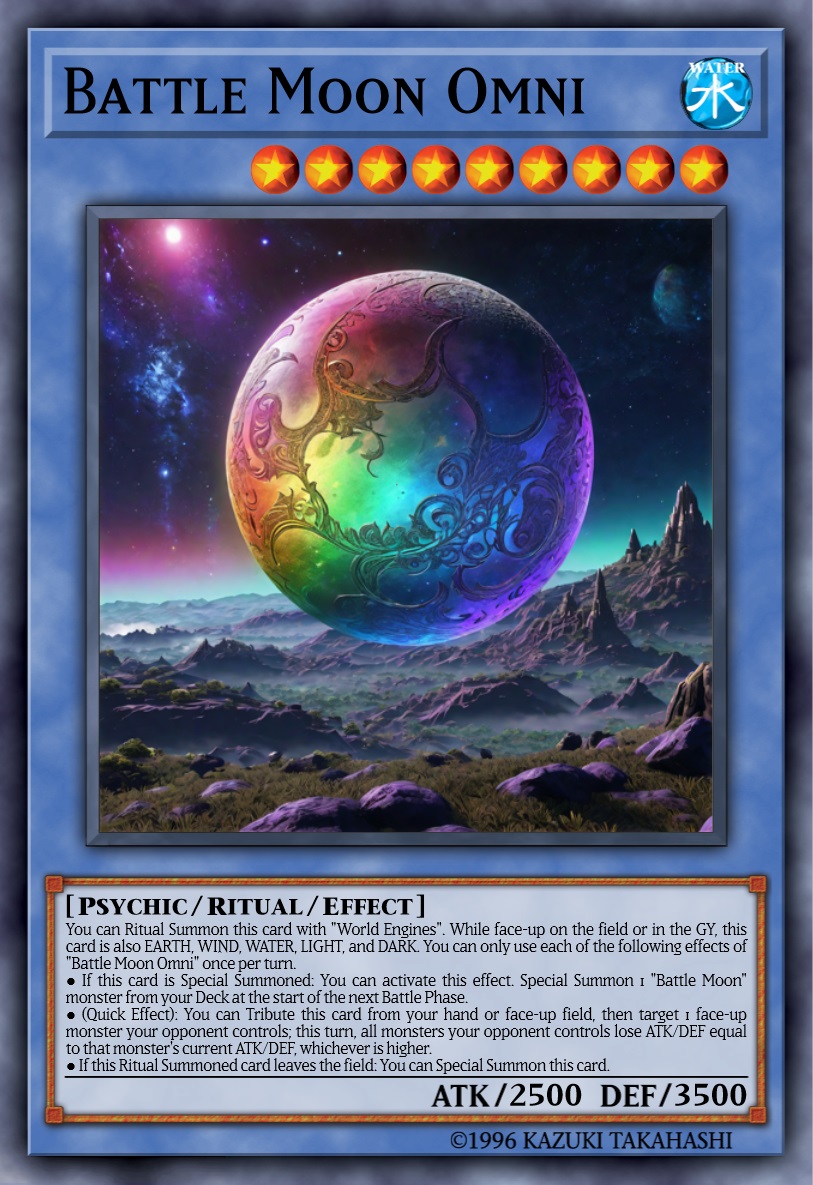 Battle Moon Omni
WATER
水
[Psychic/Ritual/Effect]
You can Ritual Summon this card with "World Engines". While face-up on the field or in the GY, this
card is also EARTH, WIND, WATER, LIGHT, and DARK. You can only use each of the following effects of
"Battle Moon Omni" once per turn.
● If this card is Special Summoned: You can activate this effect. Special Summon 1 "Battle Moon"
monster from your Deck at the start of the next Battle Phase.
● (Quick Effect): You can Tribute this card from your hand or face-up field, then target 1 face-up
monster your opponent controls; this turn, all monsters your opponent controls lose ATK/DEF equal
to that monster's current ATK/DEF, whichever is higher.
● If this Ritual Summoned card leaves the field: You can Special Summon this card.
ATK/2500 DEF/3500
©1996 KAZUKI TAKAHASHI